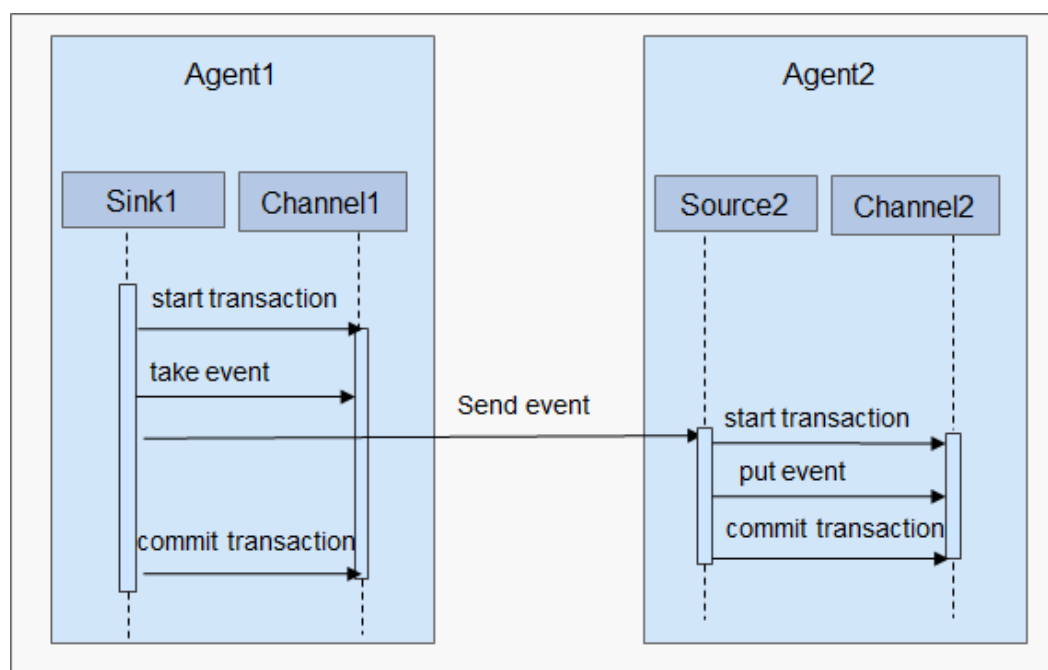 Agent1
Agent2
Sink1
Channel1
Source2
Channel2
start transaction
take event
Send event
start transaction
put event
commit transaction
commit transaction